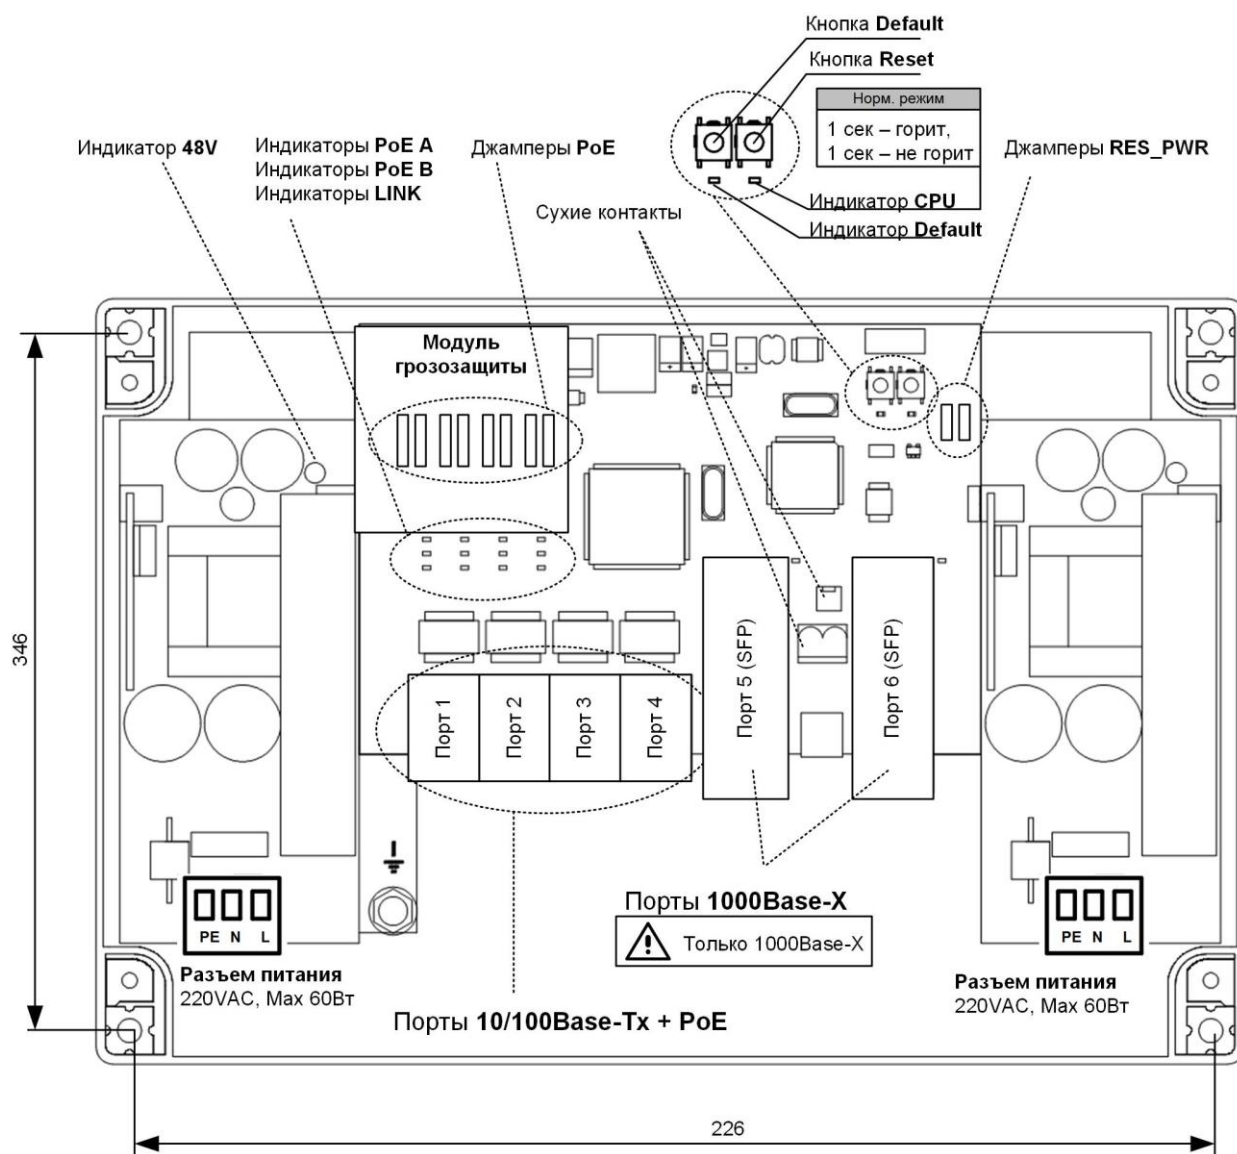 Кнопка Default
Кнопка Reset
Норм. режим
1 сек – горит,
1 сек – не горит
Индикатор 48V
Индикаторы PoE A
Индикаторы PoE B
Индикаторы LINK
Джамперы PoE
Джамперы RES_PWR
Сухие контакты
Индикатор CPU
Индикатор Default
Модуль
грозозащиты
346
Порт 1
Порт 2
Порт 3
Порт 4
Порт 5 (SFP)
Порт 6 (SFP)
PE N L
Разъем питания
220VAC, Max 60Вт
Порты 1000Base-X
Только 1000Base-X
PE N L
Разъем питания
220VAC, Max 60Вт
Порты 10/100Base-Tx + PoE
226